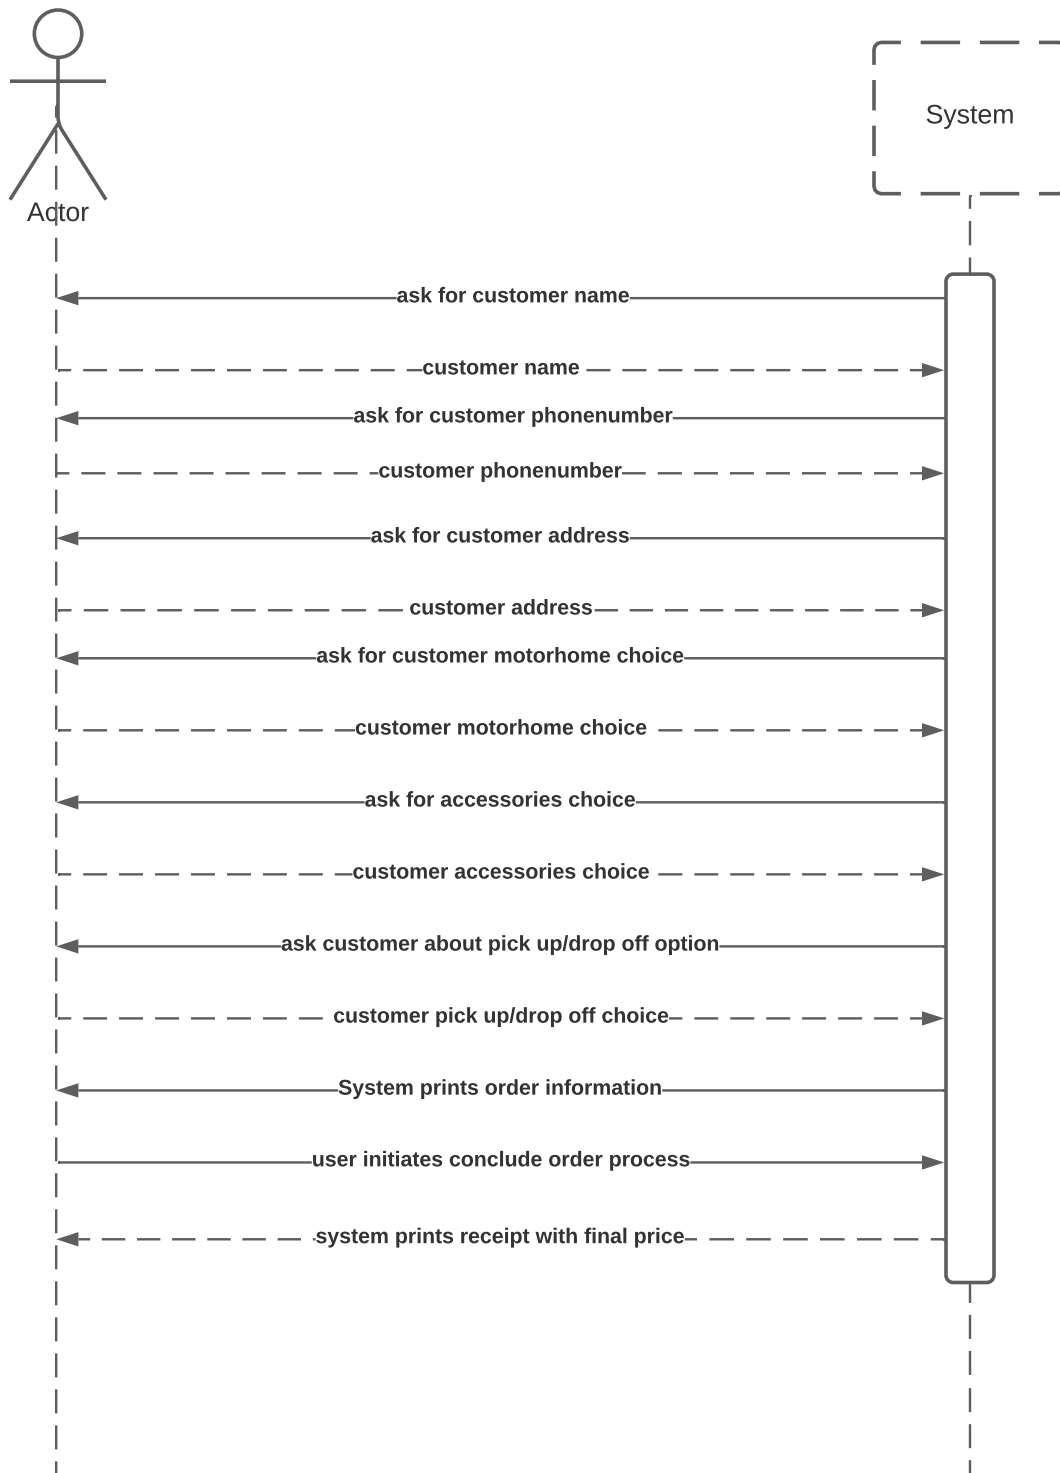 Actor
System
ask for customer name
customer name
ask for customer phonenumber
customer phonenumber
ask for customer address
customer address
ask for customer motorhome choice
customer motorhome choice
ask for accessories choice
customer accessories choice
ask customer about pick up/drop off option
customer pick up/drop off choice
System prints order information
user initiates conclude order process
system prints receipt with final price